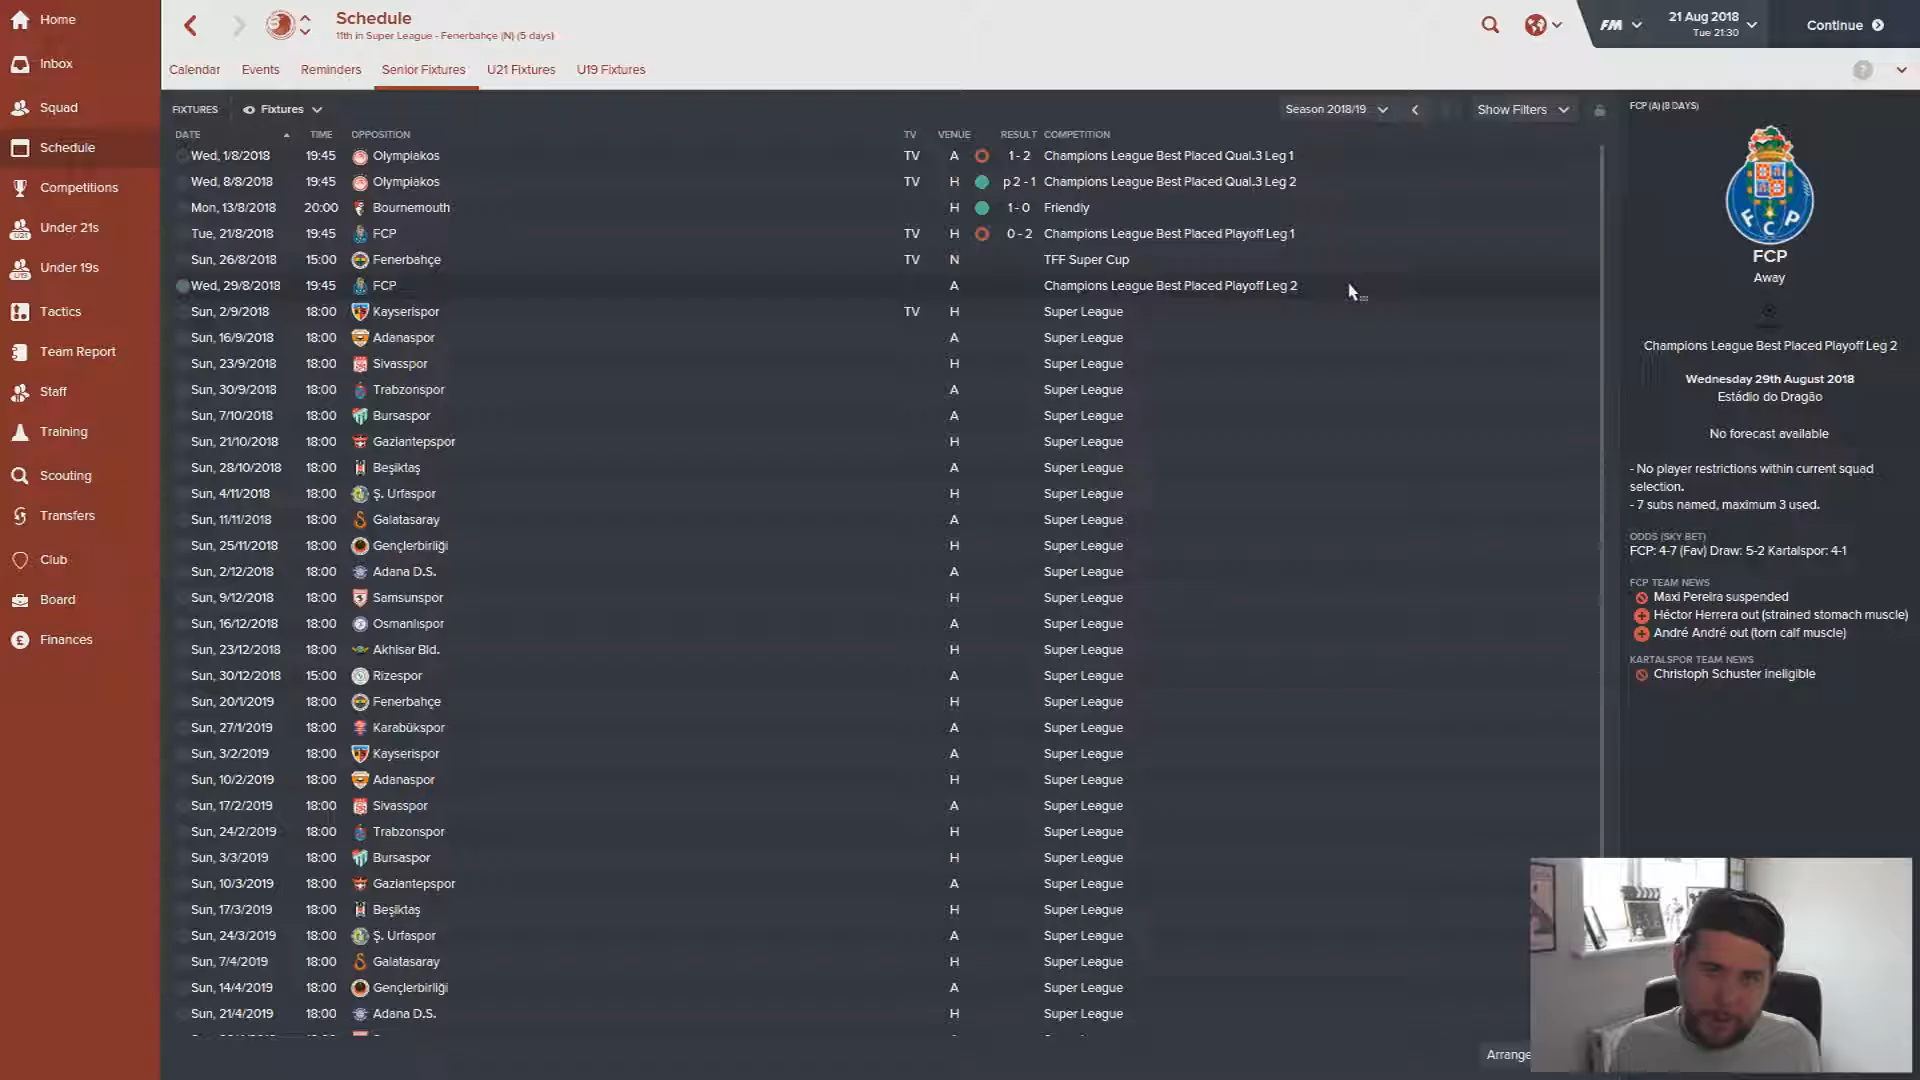 Home
Inbox
Squad
Schedule
Competitions
Under 21s
Under 19s
Tactics
Team Report
Staff
Training
Scouting
Transfers
Club
Board
Finances
Schedule
11th in Super League - Fenerbahçe (N) (5 days)
FM
21 Aug 2018
Tue 21:30
Continue
Calendar Events Reminders Senior Fixtures U21 Fixtures U19 Fixtures
FIXTURES Fixtures Season 2018/19 Show Filters
DATE TIME OPPOSITION TV VENUE RESULT COMPETITION
Wed, 1/8/2018 19:45 Olympiakos TV A 1 - 2 Champions League Best Placed Qual.3 Leg 1
Wed, 8/8/2018 19:45 Olympiakos TV H p 2 - 1 Champions League Best Placed Qual.3 Leg 2
Mon, 13/8/2018 20:00 Bournemouth H 1 - 0 Friendly
Tue, 21/8/2018 19:45 FCP TV H 0 - 2 Champions League Best Placed Playoff Leg 1
Sun, 26/8/2018 15:00 Fenerbahçe TV N TFF Super Cup
Wed, 29/8/2018 19:45 FCP A Champions League Best Placed Playoff Leg 2
Sun, 2/9/2018 18:00 Kayserispor TV H Super League
Sun, 16/9/2018 18:00 Adanaspor A Super League
Sun, 23/9/2018 18:00 Sivasspor H Super League
Sun, 30/9/2018 18:00 Trabzonspor A Super League
Sun, 7/10/2018 18:00 Bursaspor A Super League
Sun, 21/10/2018 18:00 Gaziantepspor H Super League
Sun, 28/10/2018 18:00 Beşiktaş A Super League
Sun, 4/11/2018 18:00 Ş. Urfaspor H Super League
Sun, 11/11/2018 18:00 Galatasaray A Super League
Sun, 25/11/2018 18:00 Gençlerbirliği H Super League
Sun, 2/12/2018 18:00 Adana D.S. A Super League
Sun, 9/12/2018 18:00 Samsunspor H Super League
Sun, 16/12/2018 18:00 Osmanlıspor A Super League
Sun, 23/12/2018 18:00 Akhisar Bld. H Super League
Sun, 30/12/2018 15:00 Rizespor A Super League
Sun, 20/1/2019 18:00 Fenerbahçe H Super League
Sun, 27/1/2019 18:00 Karabükspor A Super League
Sun, 3/2/2019 18:00 Kayserispor A Super League
Sun, 10/2/2019 18:00 Adanaspor H Super League
Sun, 17/2/2019 18:00 Sivasspor A Super League
Sun, 24/2/2019 18:00 Trabzonspor H Super League
Sun, 3/3/2019 18:00 Bursaspor H Super League
Sun, 10/3/2019 18:00 Gaziantepspor A Super League
Sun, 17/3/2019 18:00 Beşiktaş H Super League
Sun, 24/3/2019 18:00 Ş. Urfaspor A Super League
Sun, 7/4/2019 18:00 Galatasaray H Super League
Sun, 14/4/2019 18:00 Gençlerbirliği A Super League
Sun, 21/4/2019 18:00 Adana D.S. H Super League
Arrange
FCP (A) (8 DAYS)
F C P
FCP
Away
Champions League Best Placed Playoff Leg 2
Wednesday 29th August 2018
Estádio do Dragão
No forecast available
- No player restrictions within current squad
selection.
- 7 subs named, maximum 3 used.
ODDS (SKY BET)
FCP: 4-7 (Fav) Draw: 5-2 Kartalspor: 4-1
FCP TEAM NEWS
Maxi Pereira suspended
Héctor Herrera out (strained stomach muscle)
André André out (torn calf muscle)
KARTALSPOR TEAM NEWS
Christoph Schuster ineligible